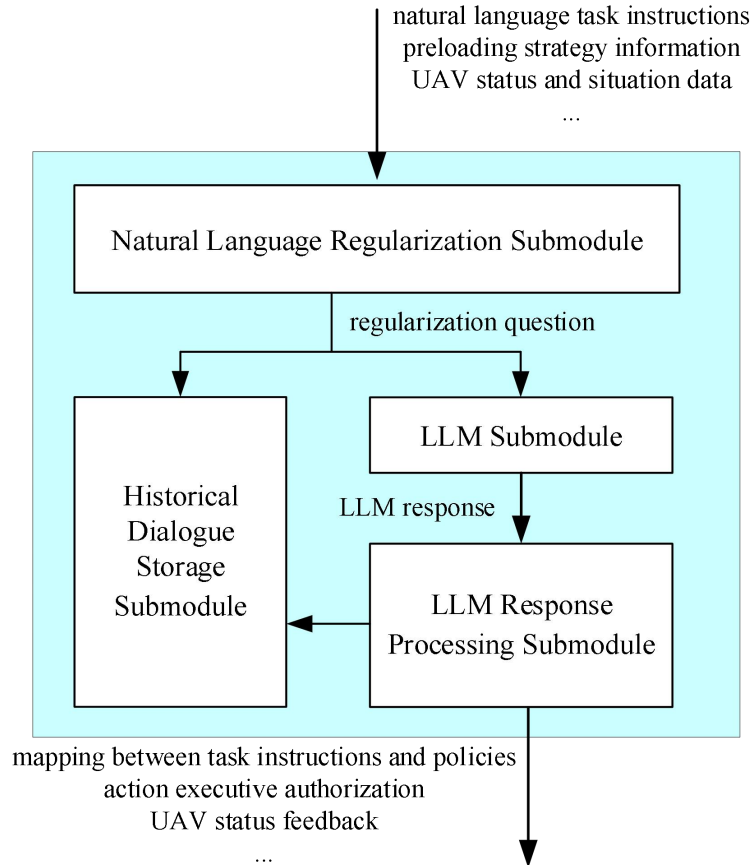 natural language task instructions
preloading strategy information
UAV status and situation data
...
Natural Language Regularization Submodule
regularization question
Historical
Dialogue
Storage
Submodule
LLM Submodule
LLM response
LLM Response
Processing Submodule
mapping between task instructions and policies
action executive authorization
UAV status feedback
...